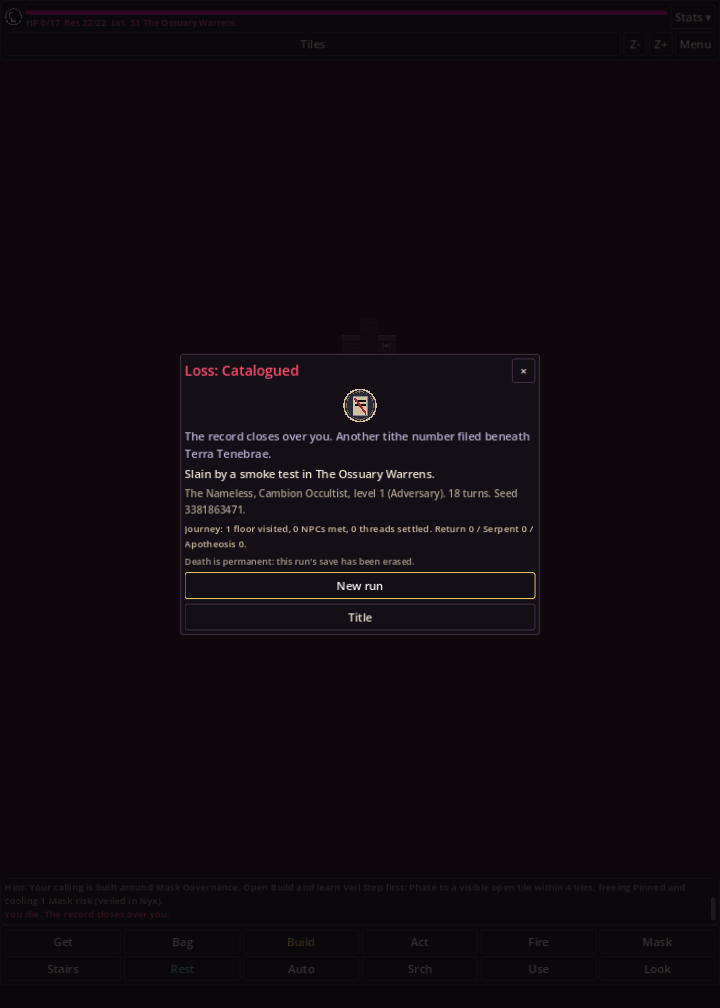 HP 0/17 Res 22/22 Lvl. S1 The Ossuary Warrens
Stats ▾
Tiles
Z-
Z+
Menu
Loss: Catalogued
×
The record closes over you. Another tithe number filed beneath
Terra Tenebrae.
Slain by a smoke test in The Ossuary Warrens.
The Nameless, Cambion Occultist, level 1 (Adversary). 18 turns. Seed
3381863471.
Journey: 1 floor visited, 0 NPCs met, 0 threads settled. Return 0 / Serpent 0 /
Apotheosis 0.
Death is permanent: this run's save has been erased.
New run
Title
Hint: Your calling is built around Mask Governance. Open Build and learn Veil Step first: Phase to a visible open tile within 4 tiles, freeing Pinned and
cooling 1 Mask risk (Veiled in Nyx).
You die. The record closes over you.
Get
Bag
Build
Act
Fire
Mask
Stairs
Rest
Auto
Srch
Use
Look